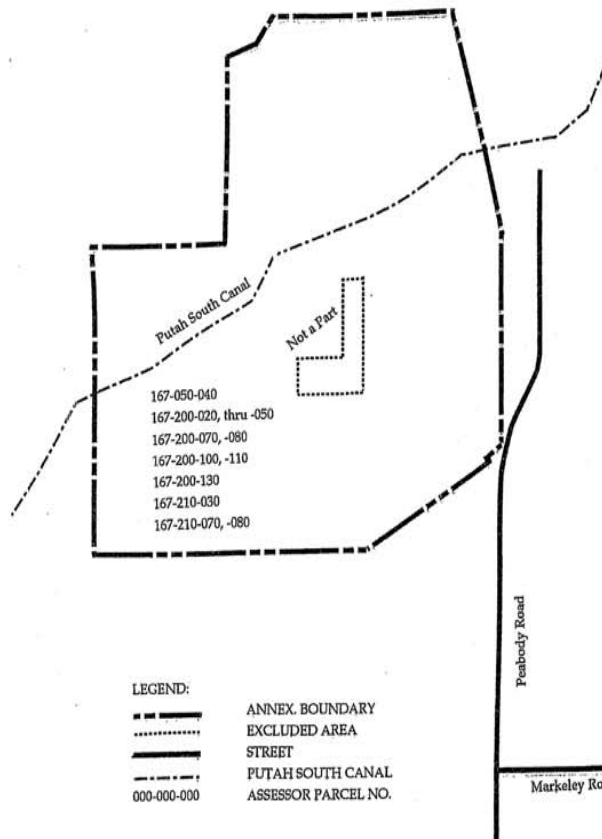 Putah South Canal
Not a Part
167-050-040
167-200-020, thru -050
167-200-070, -080
167-200-100, -110
167-200-130
167-210-030
167-210-070, -080
Peabody Road
LEGEND:
ANNEX. BOUNDARY
EXCLUDED AREA
STREET
PUTAH SOUTH CANAL
000-000-000 ASSESSOR PARCEL NO.
Markeley Ro